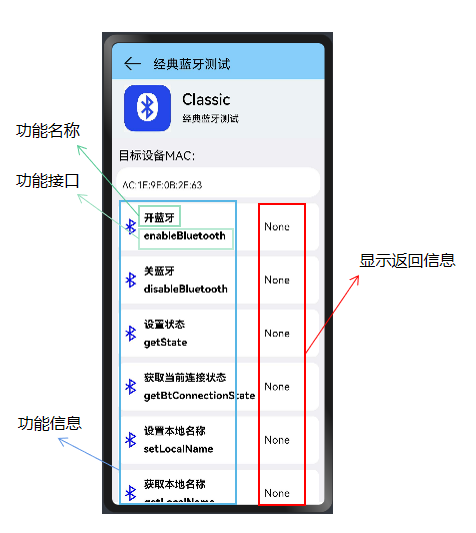 经典蓝牙测试
Classic
经典蓝牙测试
功能名称
目标设备MAC:
功能接口
AC:1E:9E:0B:2E:63
开蓝牙
enableBluetooth
None
显示返回信息
关蓝牙
disableBluetooth
None
设置状态
getState
None
获取当前连接状态
getBtConnectionState
None
功能信息
设置本地名称
setLocalName
None
获取本地名称
getLocalName
None